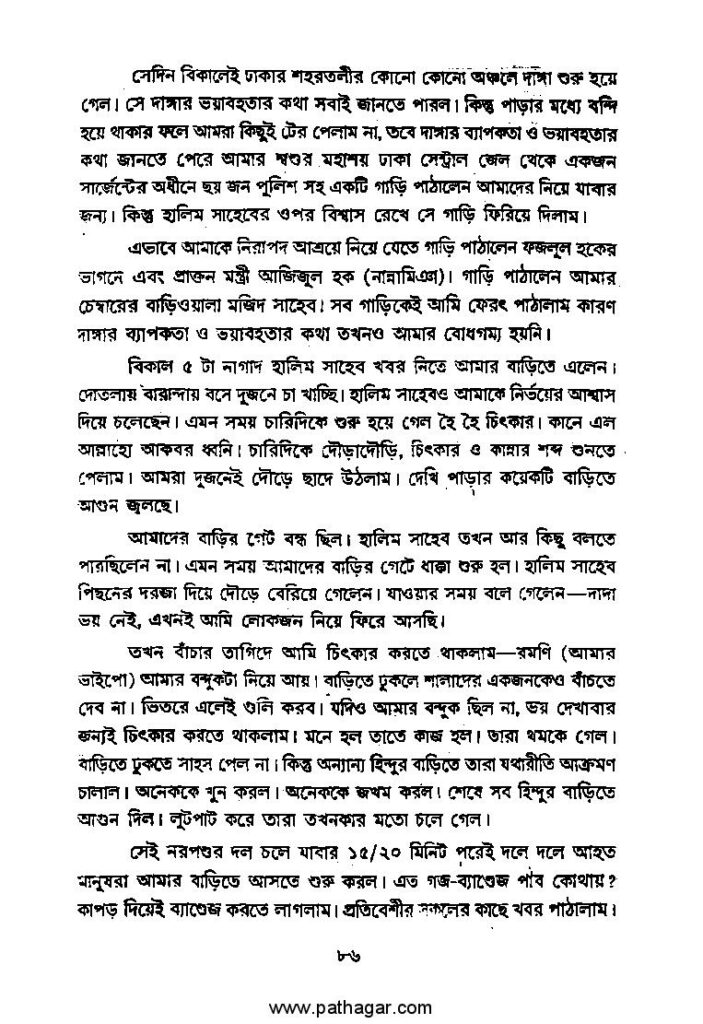 সেদিন বিকালেই ঢাকার শহরতলীর কোনো কোনো অঞ্চলে দাঙ্গা শুরু হয়ে
গেল। সে দাঙ্গার ভয়াবহতার কথা সবাই জানতে পারল। কিন্তু পাড়ার মধ্যে বন্দি
হয়ে থাকার ফলে আমরা কিছুই টের পেলাম না, তবে দাঙ্গার ব্যাপকতা ও ভয়াবহতার
কথা জানতে পেরে আমার শ্বশুর মহাশয় ঢাকা সেন্ট্রাল জেল থেকে একজন
সার্জেন্টের অধীনে ছয় জন পুলিশ সহ একটি গাড়ি পাঠালেন আমাদের নিয়ে যাবার
জন্য। কিন্তু হালিম সাহেবের ওপর বিশ্বাস রেখে সে গাড়ি ফিরিয়ে দিলাম।
এভাবে আমাকে নিরাপদ আশ্রয়ে নিয়ে যেতে গাড়ি পাঠালেন ফজলুল হকের
ভাগনে এবং প্রাক্তন মন্ত্রী আজিজুল হক (নান্নামিঞা)। গাড়ি পাঠালেন আমার
চেম্বারের বাড়িওয়ালা মজিদ সাহেব। সব গাড়িকেই আমি ফেরৎ পাঠালাম কারণ
দাঙ্গার ব্যাপকতা ও ভয়াবহতার কথা তখনও আমার বোধগম্য হয়নি।
বিকাল ৫ টা নাগাদ হালিম সাহেব খবর নিতে আমার বাড়িতে এলেন।
দোতলায় বারান্দায় বসে দুজনে চা খাচ্ছি। হালিম সাহেবও আমাকে নির্ভয়ের আশ্বাস
দিয়ে চলেছেন। এমন সময় চারিদিকে শুরু হয়ে গেল হৈ হৈ চিৎকার। কানে এল
আল্লাহো আকবর ধ্বনি। চারিদিকে দৌড়াদৌড়ি, চিৎকার ও কান্নার শব্দ শুনতে
পেলাম। আমরা দুজনেই দৌড়ে ছাদে উঠলাম। দেখি পাড়ার কয়েকটি বাড়িতে
আগুন জ্বলছে।
আমাদের বাড়ির গেট বন্ধ ছিল। হালিম সাহেব তখন আর কিছু বলতে
পারছিলেন না। এমন সময় আমাদের বাড়ির গেটে ধাক্কা শুরু হল। হালিম সাহেব
পিছনের দরজা দিয়ে দৌড়ে বেরিয়ে গেলেন। যাওয়ার সময় বলে গেলেন—দাদা
ভয় নেই, এখনই আমি লোকজন নিয়ে ফিরে আসছি।
তখন বাঁচার তাগিদে আমি চিৎকার করতে থাকলাম—রমণি (আমার
ভাইপো) আমার বন্দুকটা নিয়ে আয়। বাড়িতে ঢুকলে শালাদের একজনকেও বাঁচতে
দেব না। ভিতরে এলেই গুলি করব। যদিও আমার বন্দুক ছিল না, ভয় দেখাবার
জন্যই চিৎকার করতে থাকলাম। মনে হল তাতে কাজ হল। তারা থমকে গেল।
বাড়িতে ঢুকতে সাহস পেল না। কিন্তু অন্যান্য হিন্দুর বাড়িতে তারা যথারীতি আক্রমণ
চালাল। অনেককে খুন করল। অনেককে জখম করল। শেষে সব হিন্দুর বাড়িতে
আগুন দিল। লুটপাট করে তারা তখনকার মতো চলে গেল।
সেই নরপশুর দল চলে যাবার ১৫/২০ মিনিট পরেই দলে দলে আহত
মানুষরা আমার বাড়িতে আসতে শুরু করল। এত গজ-ব্যাণ্ডেজ পাব কোথায়?
কাপড় দিয়েই ব্যাণ্ডেজ করতে লাগলাম। প্রতিবেশীর সকলের কাছে খবর পাঠালাম।
৮৬
www.pathagar.com